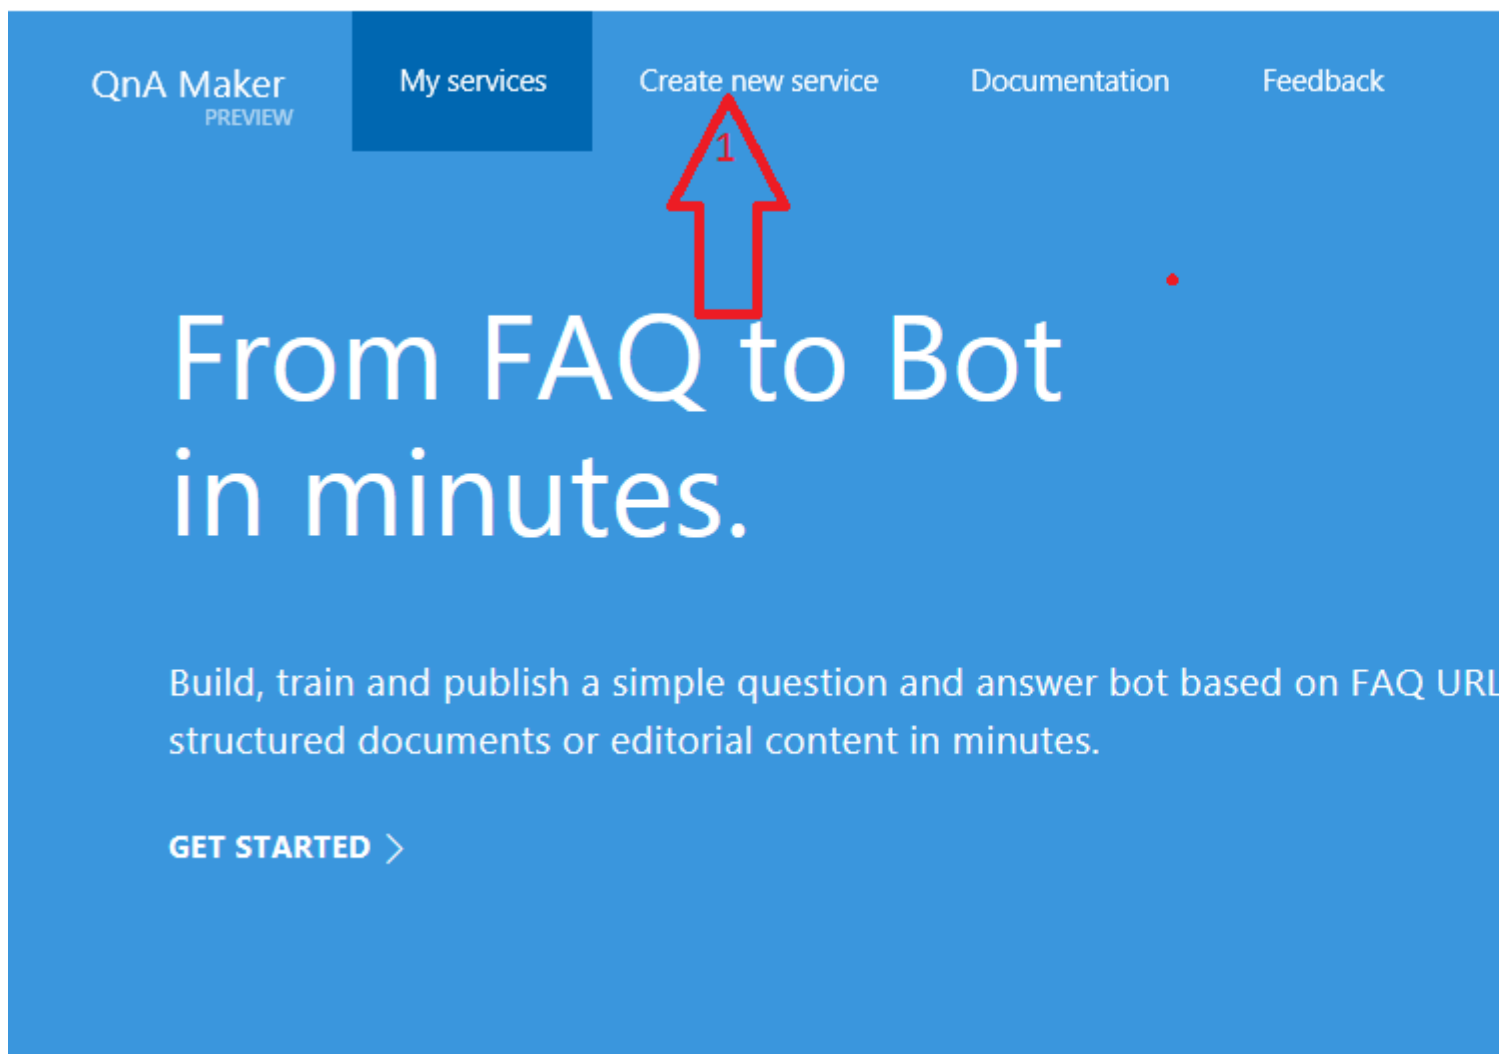 QnA Maker My services Create new service Documentation Feedback
PREVIEW
1
From FAQ to Bot
in minutes.
Build, train and publish a simple question and answer bot based on FAQ URL
structured documents or editorial content in minutes.
GET STARTED >